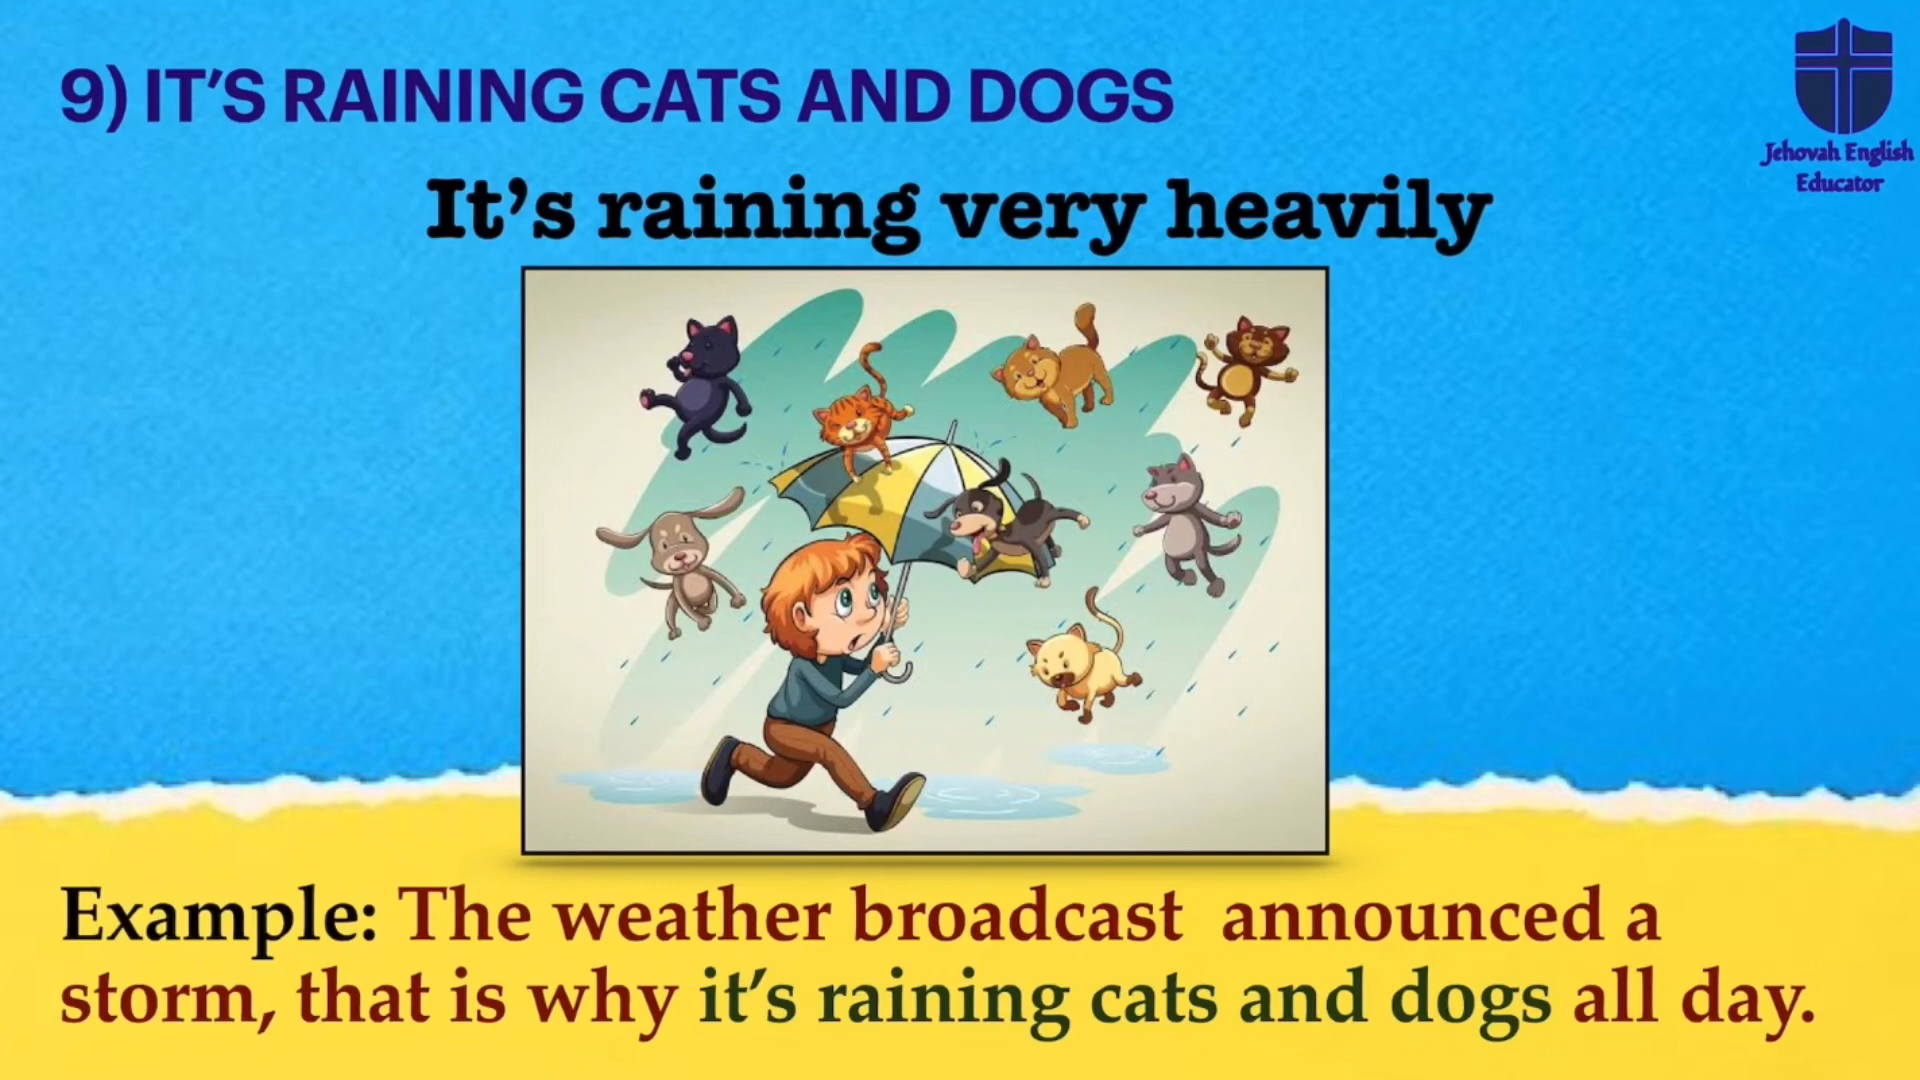 9) IT'S RAINING CATS AND DOGS
Jehovah English
Educator
It's raining very heavily
Example: The weather broadcast announced a
storm, that is why it's raining cats and dogs all day.